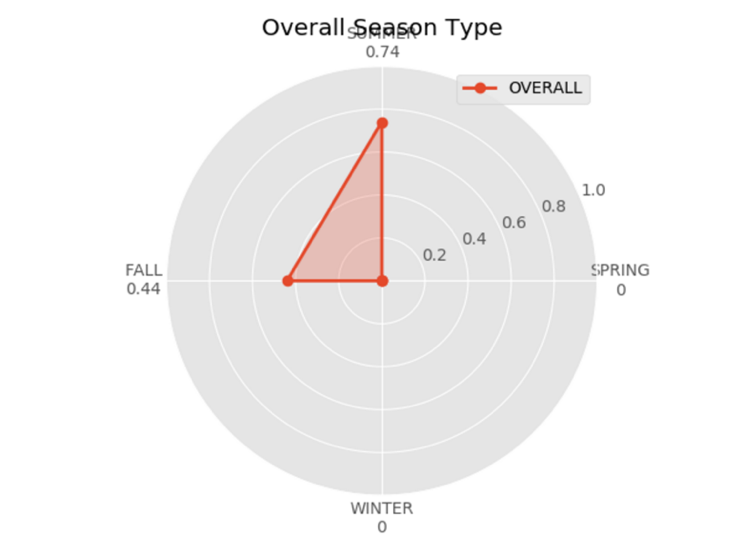 Overall Season Type
SUMMER
0.74
OVERALL
1.0
0.8
0.6
0.4
0.2
FALL
0.44
SPRING
0
WINTER
0